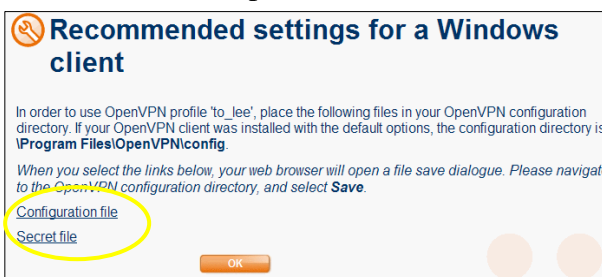 Recommended settings for a Windows
client
In order to use OpenVPN profile 'to_lee', place the following files in your OpenVPN configuration
directory. If your OpenVPN client was installed with the default options, the configuration directory is
\Program Files\OpenVPN\config.
When you select the links below, your web browser will open a file save dialogue. Please navigat
to the OpenVPN configuration directory, and select Save.
Configuration file
Secret file
OK